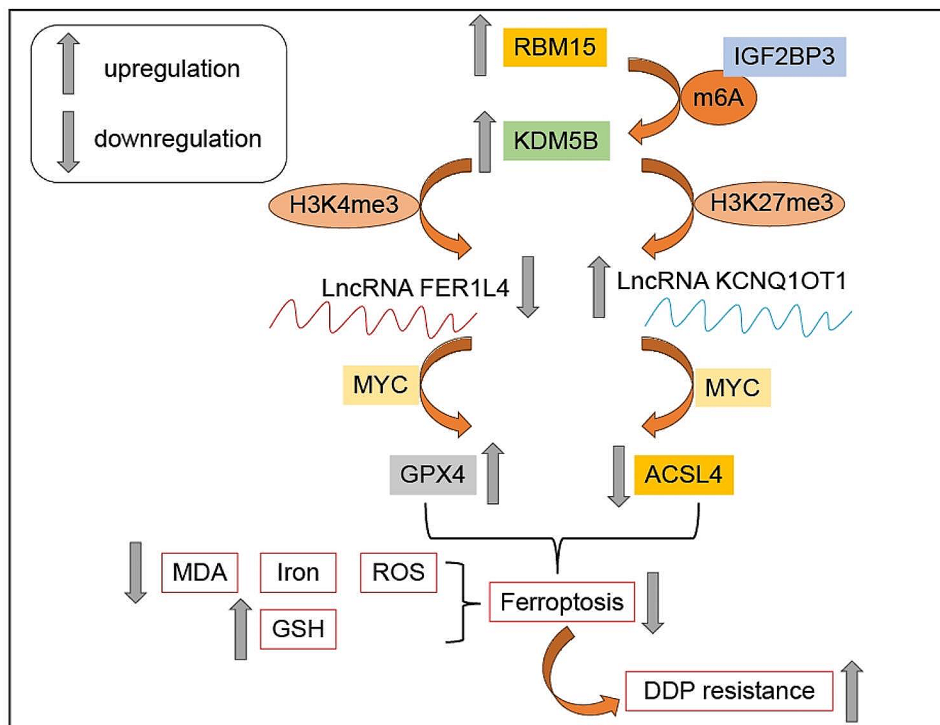 upregulation
downregulation
RBM15
IGF2BP3
m6A
KDM5B
H3K4me3
H3K27me3
LncRNA FER1L4
LncRNA KCNQ1OT1
MYC
MYC
GPX4
ACSL4
MDA
Iron
ROS
GSH
Ferroptosis
DDP resistance